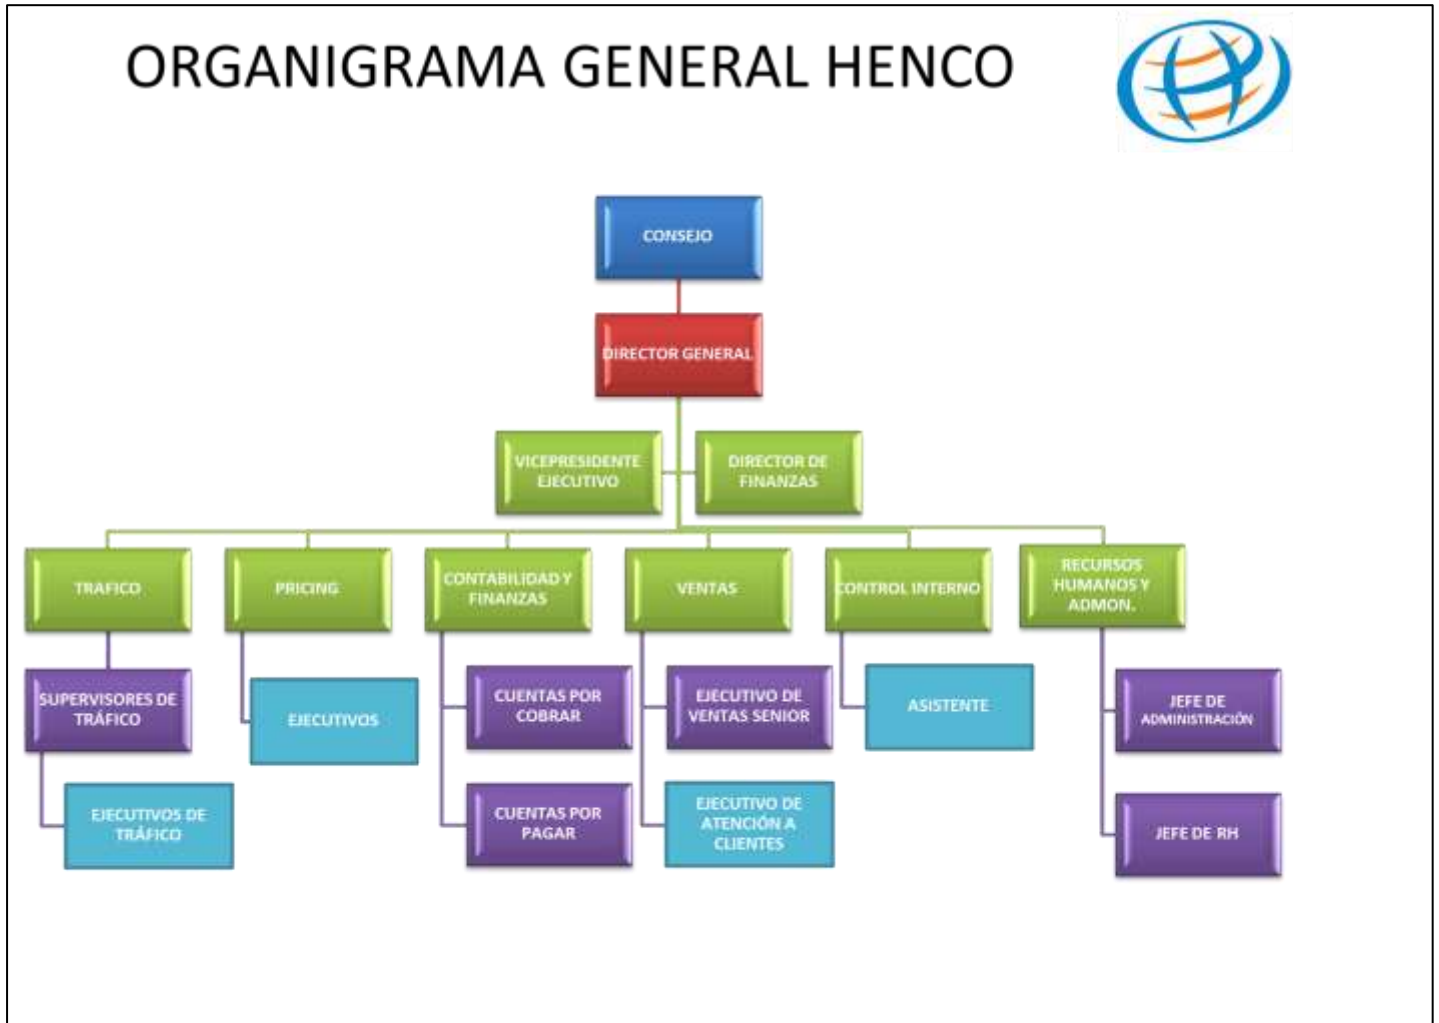 ORGANIGRAMA GENERAL HENCO
CONSEJO
DIRECTOR GENERAL
VICEPRESIDENTE
EJECUTIVO
DIRECTOR DE
FINANZAS
TRAFICO
PRICING
CONTABILIDAD Y
FINANZAS
VENTAS
CONTROL INTERNO
RECURSOS
HUMANOS Y
ADMON.
SUPERVISORES DE
TRÁFICO
EJECUTIVOS
CUENTAS POR
COBRAR
EJECUTIVO DE
VENTAS SENIOR
ASISTENTE
JEFE DE
ADMINISTRACIÓN
EJECUTIVOS DE
TRÁFICO
CUENTAS POR
PAGAR
EJECUTIVO DE
ATENCIÓN A
CLIENTES
JEFE DE RH